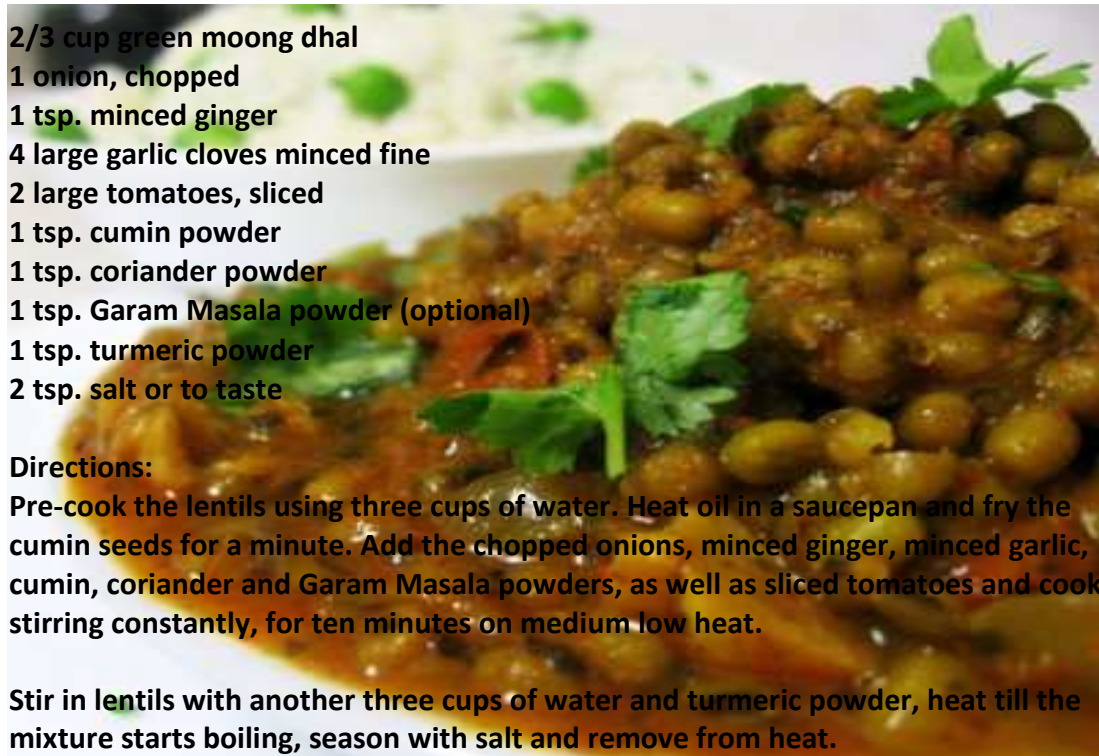 2/3 cup green moong dhal
1 onion, chopped
1 tsp. minced ginger
4 large garlic cloves minced fine
2 large tomatoes, sliced
1 tsp. cumin powder
1 tsp. coriander powder
1 tsp. Garam Masala powder (optional)
1 tsp. turmeric powder
2 tsp. salt or to taste
Directions:
Pre-cook the lentils using three cups of water. Heat oil in a saucepan and fry the
cumin seeds for a minute. Add the chopped onions, minced ginger, minced garlic,
cumin, coriander and Garam Masala powders, as well as sliced tomatoes and cook
stirring constantly, for ten minutes on medium low heat.
Stir in lentils with another three cups of water and turmeric powder, heat till the
mixture starts boiling, season with salt and remove from heat.